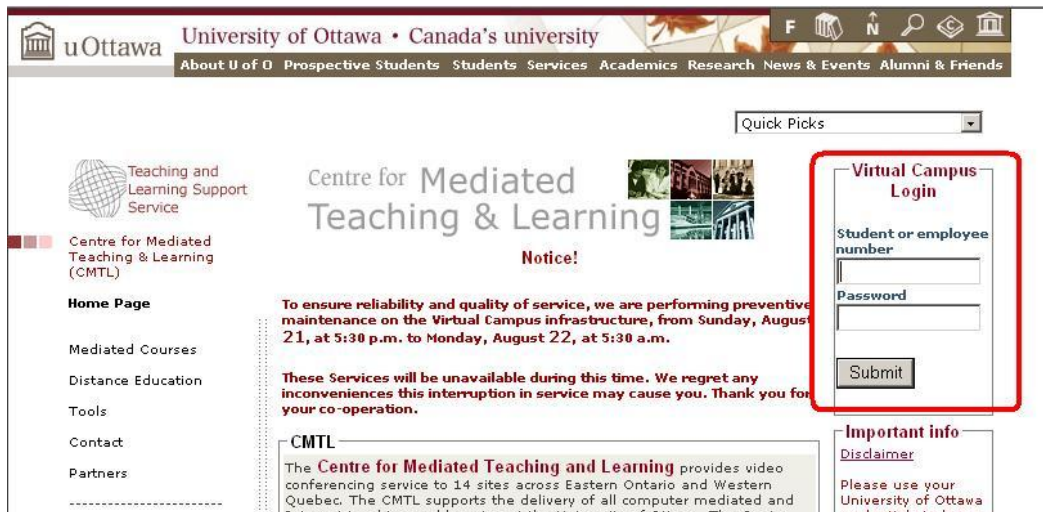 uOttawa
University of Ottawa • Canada's university
F
N
C
About U of O Prospective Students Students Services Academics Research News & Events Alumni & Friends
Quick Picks
Teaching and
Learning Support
Service
Centre for Mediated
Teaching & Learning
(CMTL)
Home Page
Mediated Courses
Distance Education
Tools
Contact
Partners
Centre for Mediated
Teaching & Learning
Notice!
To ensure reliability and quality of service, we are performing preventive
maintenance on the Virtual Campus infrastructure, from Sunday, August
21, at 5:30 p.m. to Monday, August 22, at 5:30 a.m.
These Services will be unavailable during this time. We regret any
inconveniences this interruption in service may cause you. Thank you for
your co-operation.
CMTL
The Centre for Mediated Teaching and Learning provides video
conferencing service to 14 sites across Eastern Ontario and Western
Quebec. The CMTL supports the delivery of all computer mediated and
Virtual Campus
Login
Student or employee
number
Password
Submit
Important info
Disclaimer
Please use your
University of Ottawa